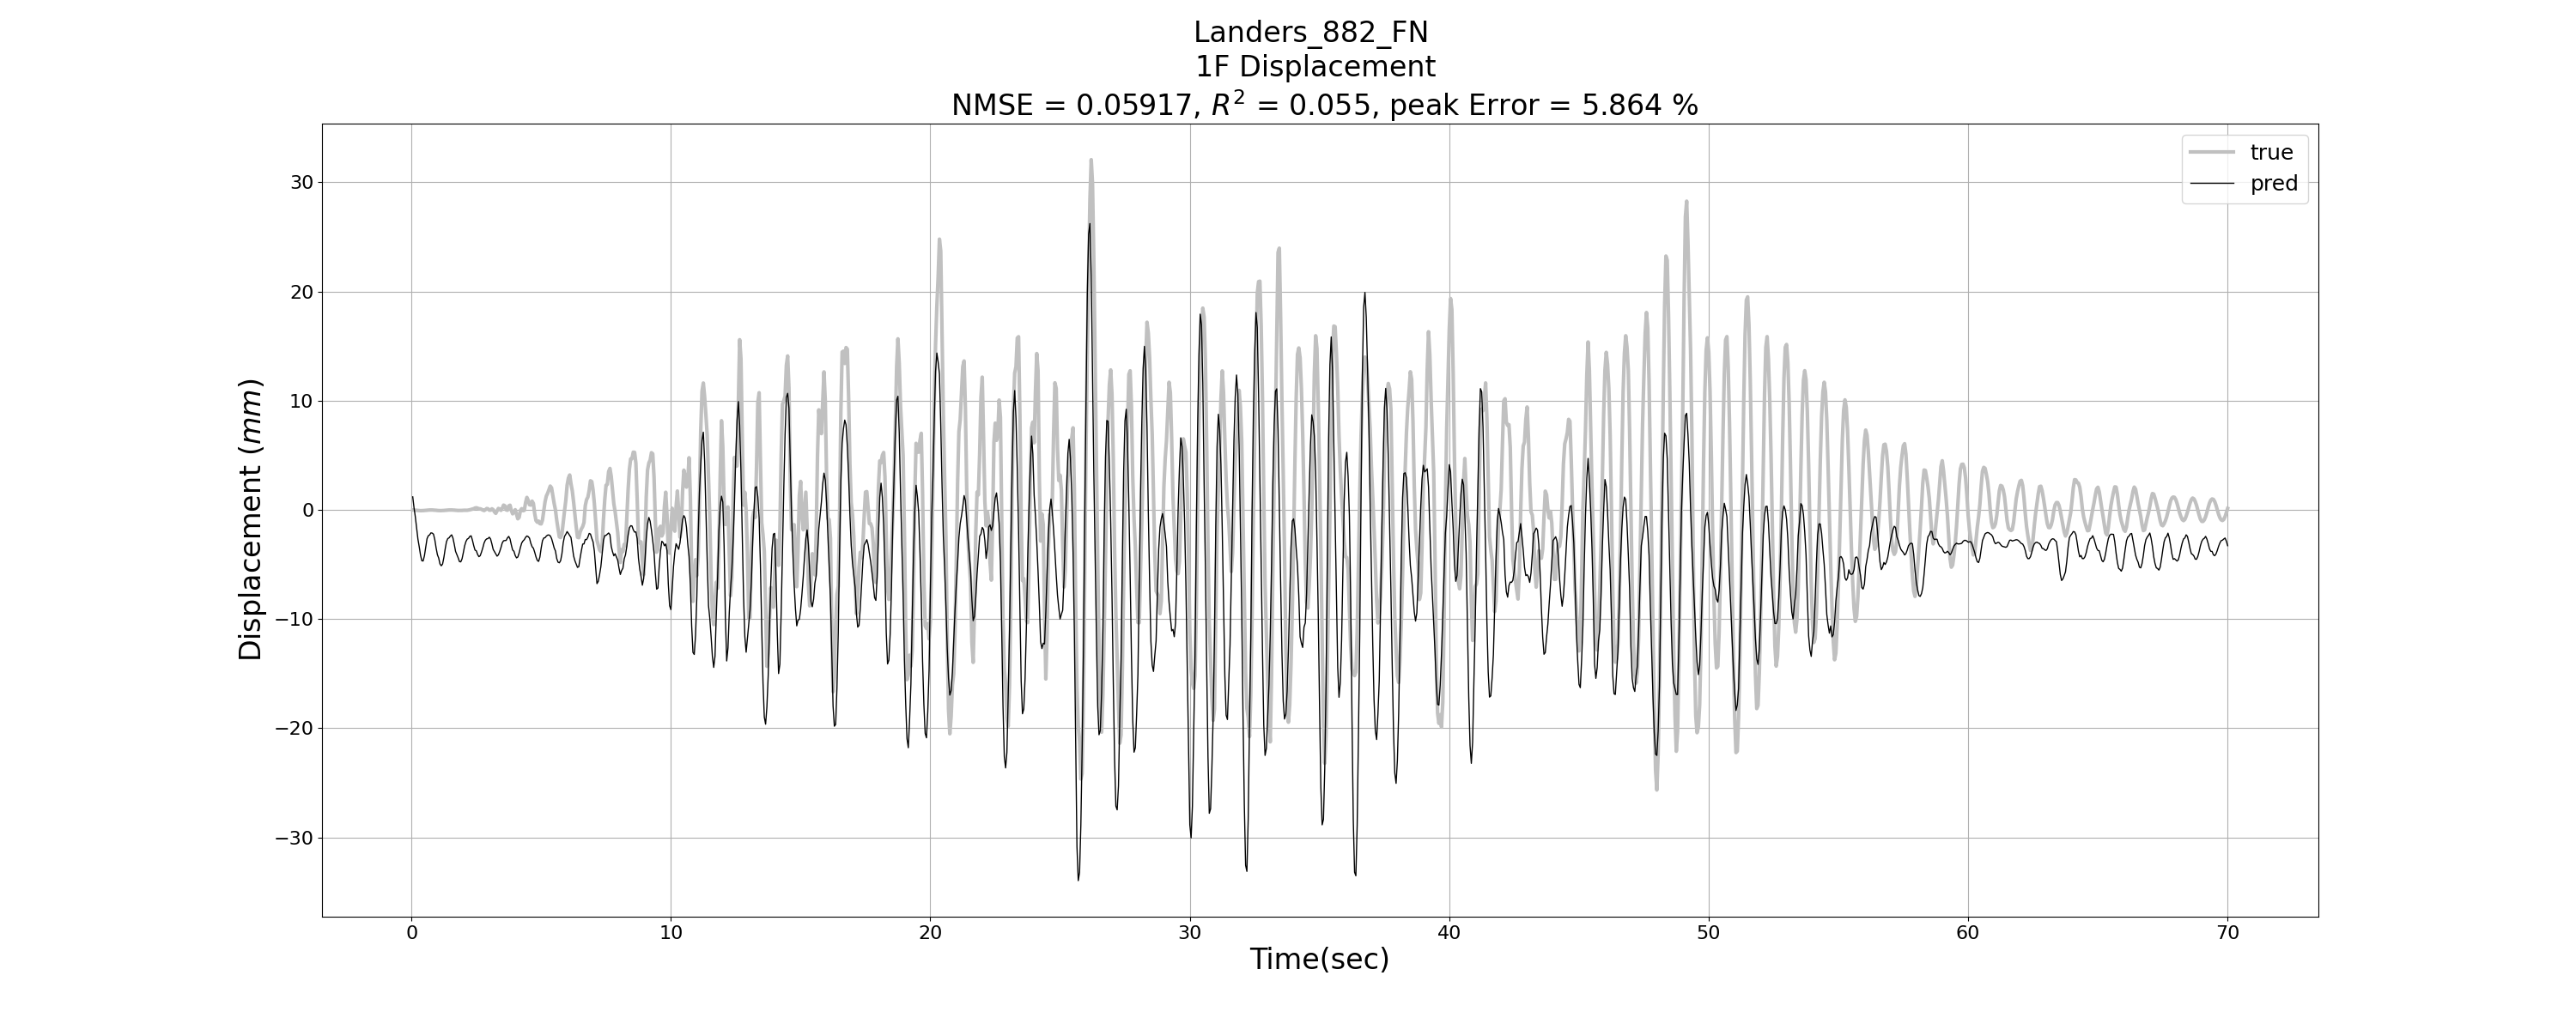 Landers_882_FN
1F Displacement
NMSE = 0.05917, R² = 0.055, peak Error = 5.864 %
true
pred
Displacement (mm)
30
20
10
0
−10
−20
−30
0 10 20 30 40 50 60 70
Time(sec)